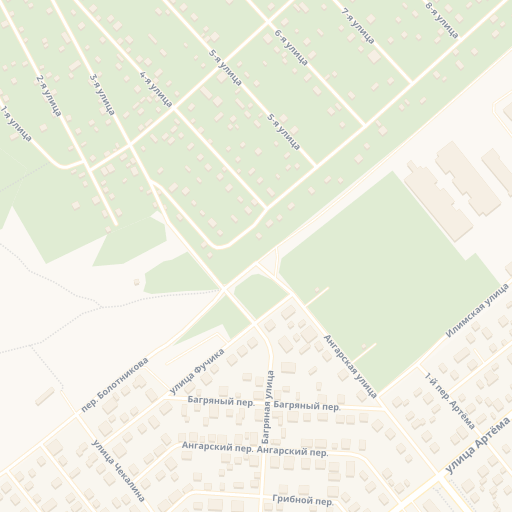 8-я улица
7-я улица
6-я улица
5-я улица
4-я улица
3-я улица
2-я улица
1-я улица
5-я улица
Илимская улица
Ангарская улица
1-й пер Артёма
улица Артёма
пер. Болотникова
улица Фучика
Багряная улица
Багряный пер.
Багряный пер.
улица Чекалина
Ангарский пер.
Ангарский пер.
Грибной пер.